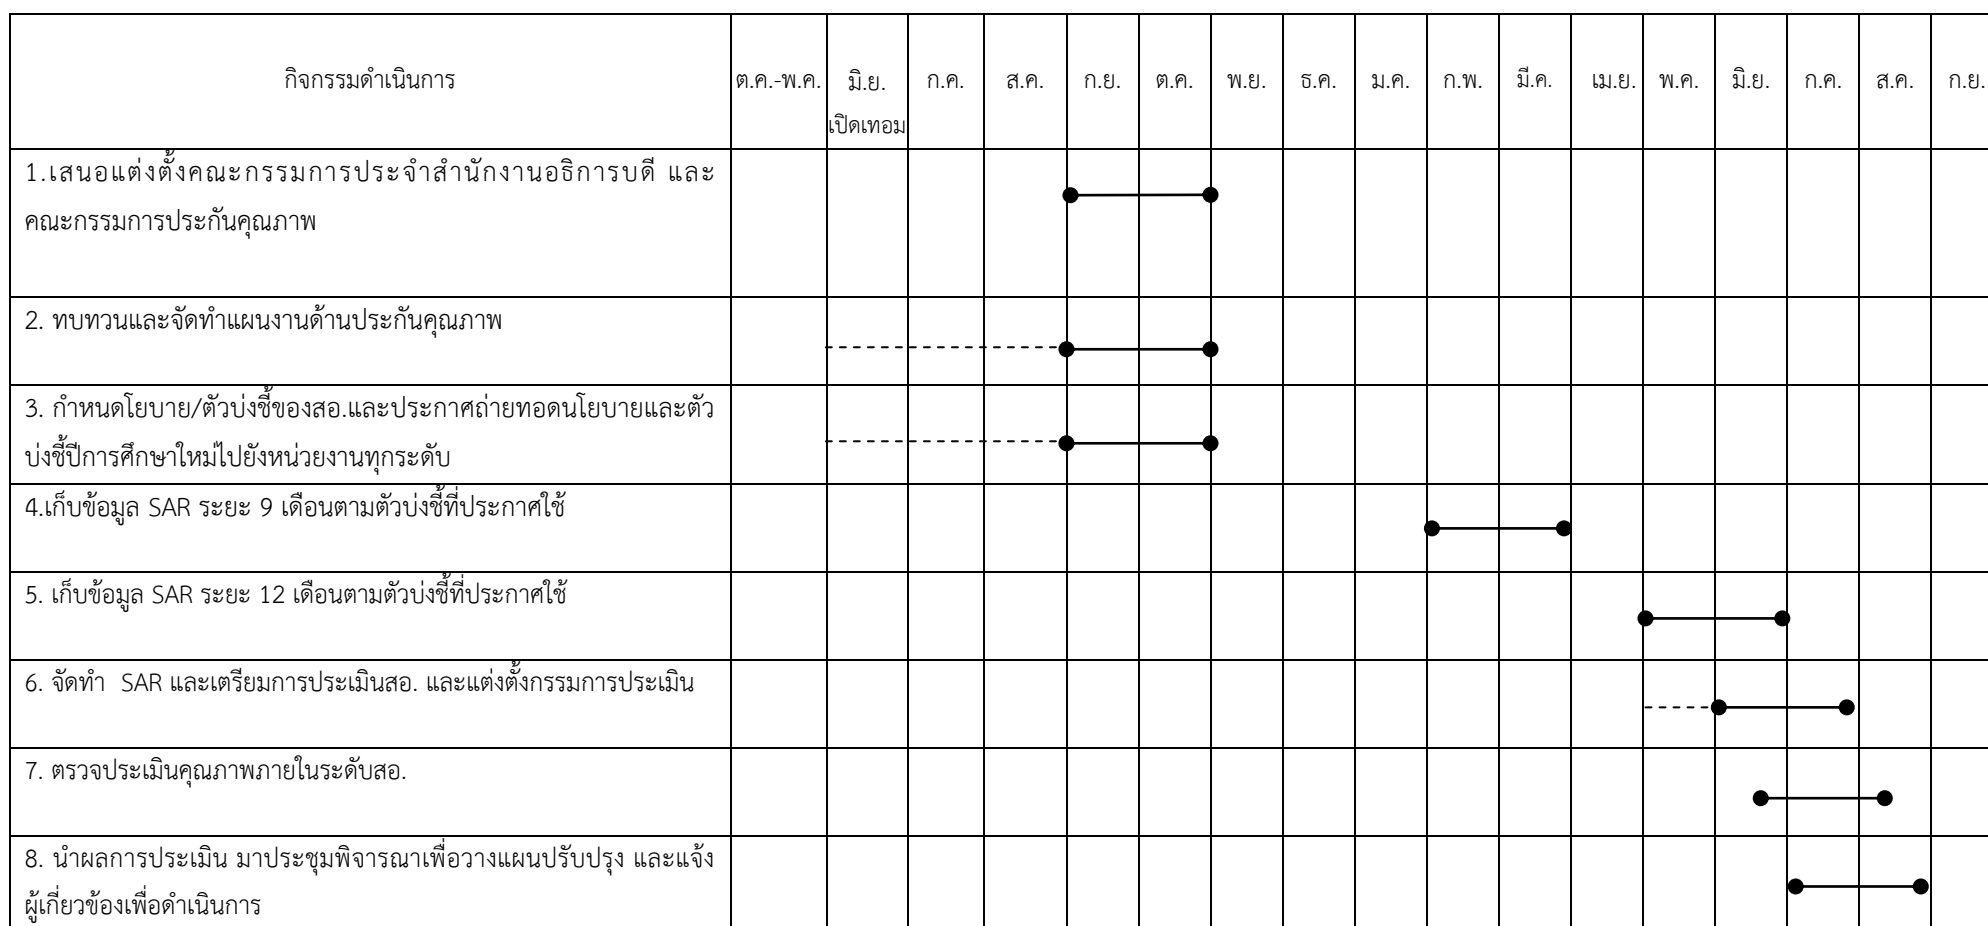 กิจกรรมดำเนินการ ต.ค.-พ.ค. มิ.ย. ก.ค. ส.ค. ก.ย. ต.ค. พ.ย. ธ.ค. ม.ค. ก.พ. มี.ค. เม.ย. พ.ค. มิ.ย. ก.ค. ส.ค. ก.ย.
เปิดเทอม
1.เสนอแต่งตั้งคณะกรรมการประจำสำนักงานอธิการบดี และ
คณะกรรมการประกันคุณภาพ
2. ทบทวนและจัดทำแผนงานด้านประกันคุณภาพ
3. กำหนดโยบาย/ตัวบ่งชี้ของสอ.และประกาศถ่ายทอดนโยบายและตัว
บ่งชี้ปีการศึกษาใหม่ไปยังหน่วยงานทุกระดับ
4.เก็บข้อมูล SAR ระยะ 9 เดือนตามตัวบ่งชี้ที่ประกาศใช้
5. เก็บข้อมูล SAR ระยะ 12 เดือนตามตัวบ่งชี้ที่ประกาศใช้
6. จัดทำ SAR และเตรียมการประเมินสอ. และแต่งตั้งกรรมการประเมิน
7. ตรวจประเมินคุณภาพภายในระดับสอ.
8. นำผลการประเมิน มาประชุมพิจารณาเพื่อวางแผนปรับปรุง และแจ้ง
ผู้เกี่ยวข้องเพื่อดำเนินการ